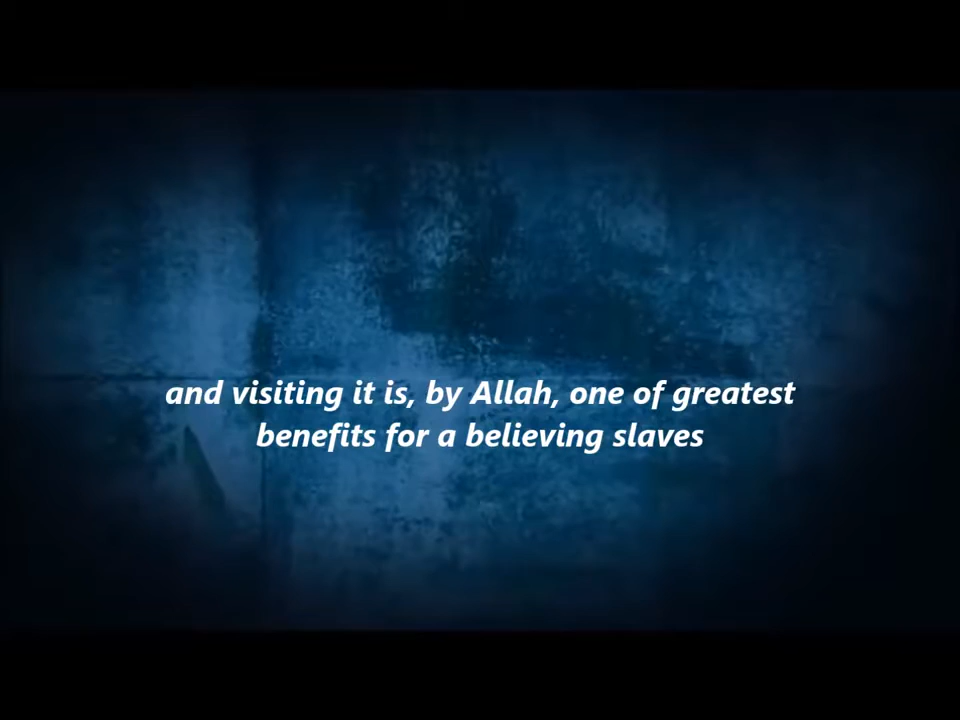 and visiting it is, by Allah, one of greatest
benefits for a believing slaves